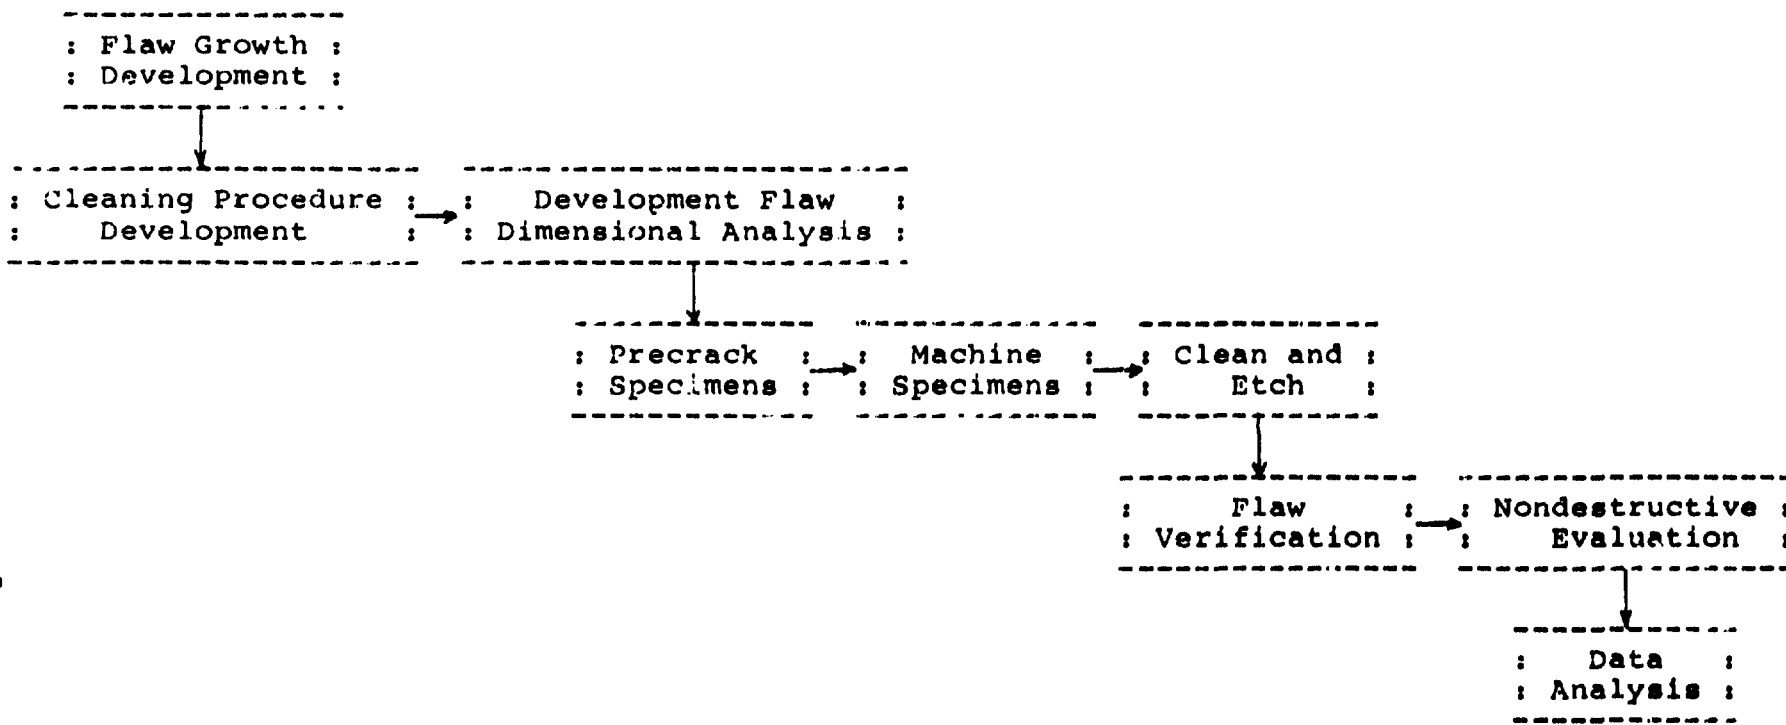 : Flaw Growth :
: Development :
: Cleaning Procedure :
: Development :
: Development Flaw :
: Dimensional Analysis :
: Precrack :
: Specimens :
: Machine :
: Specimens :
: Clean and :
: Etch :
: Flaw :
: Verification :
: Nondestructive :
: Evaluation :
: Data :
: Analysis :